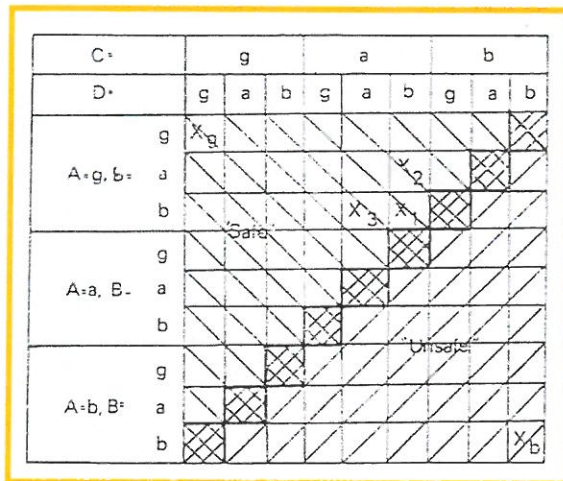 C= g a b
D= g a b g a b g a b
g Xg
A=g, B= a X2
b X3 X1
"Safe"
g
A=a, B= a
b
"Unsafe"
g
A=b, B= a
b Xb